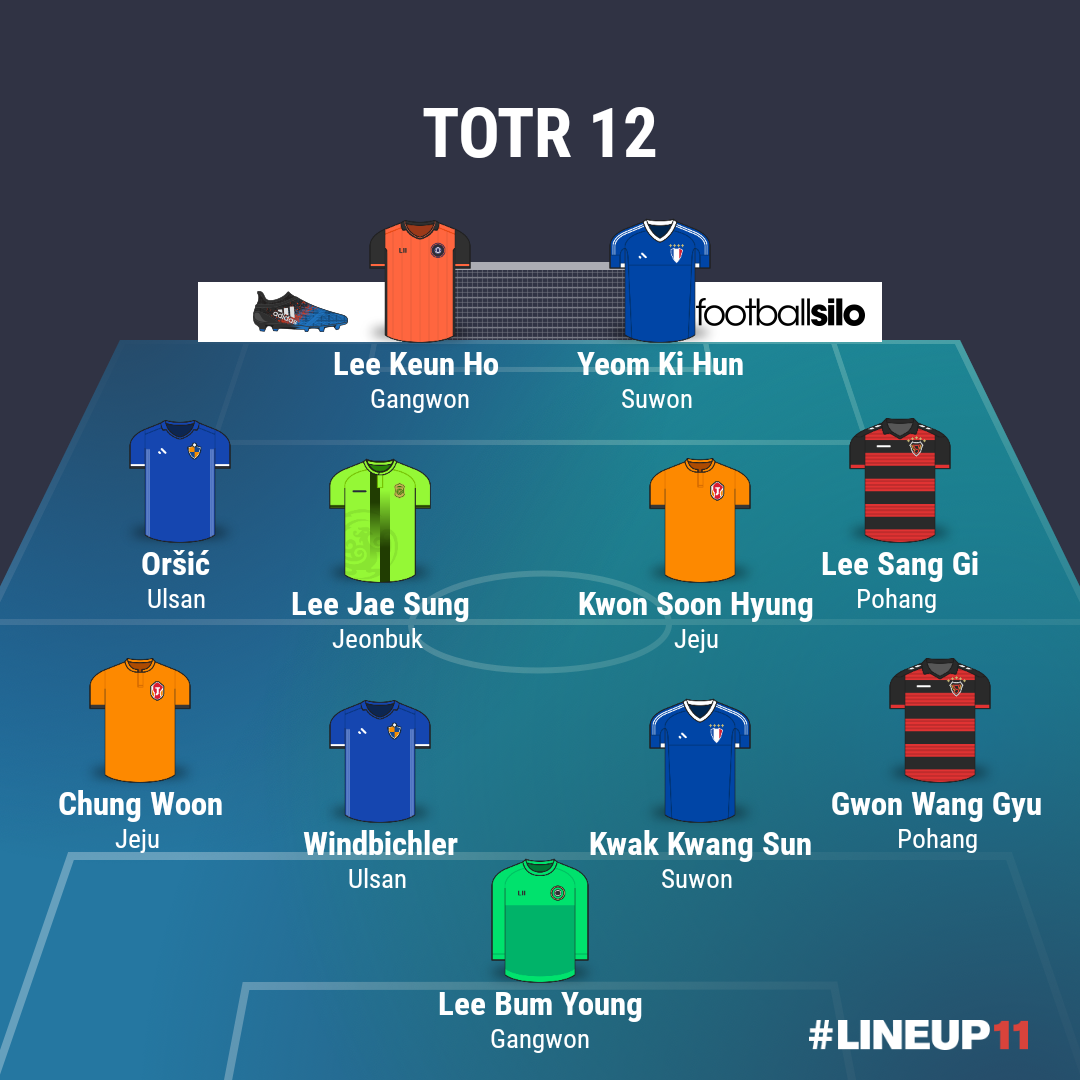 TOTR 12
adidas
footballsilo
Lee Keun Ho
Gangwon
Yeom Ki Hun
Suwon
Oršić
Ulsan
Lee Jae Sung
Jeonbuk
Kwon Soon Hyung
Jeju
Lee Sang Gi
Pohang
Chung Woon
Jeju
Windbichler
Ulsan
Kwak Kwang Sun
Suwon
Gwon Wang Gyu
Pohang
Lee Bum Young
Gangwon
#LINEUP11